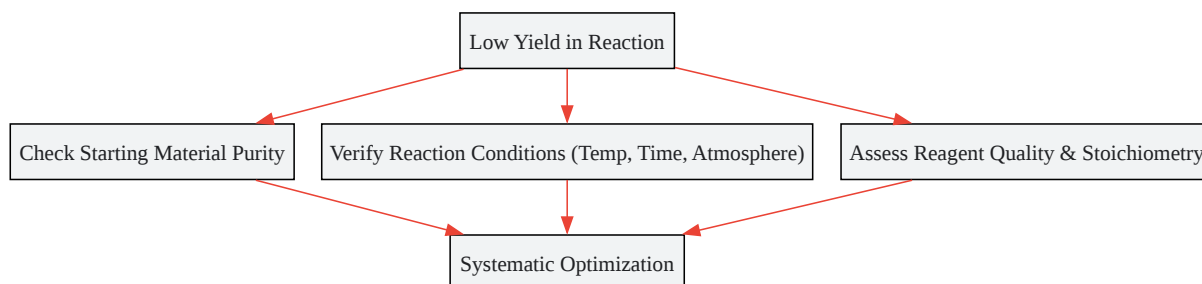 Low Yield in Reaction
Check Starting Material Purity
Verify Reaction Conditions (Temp, Time, Atmosphere)
Assess Reagent Quality & Stoichiometry
Systematic Optimization